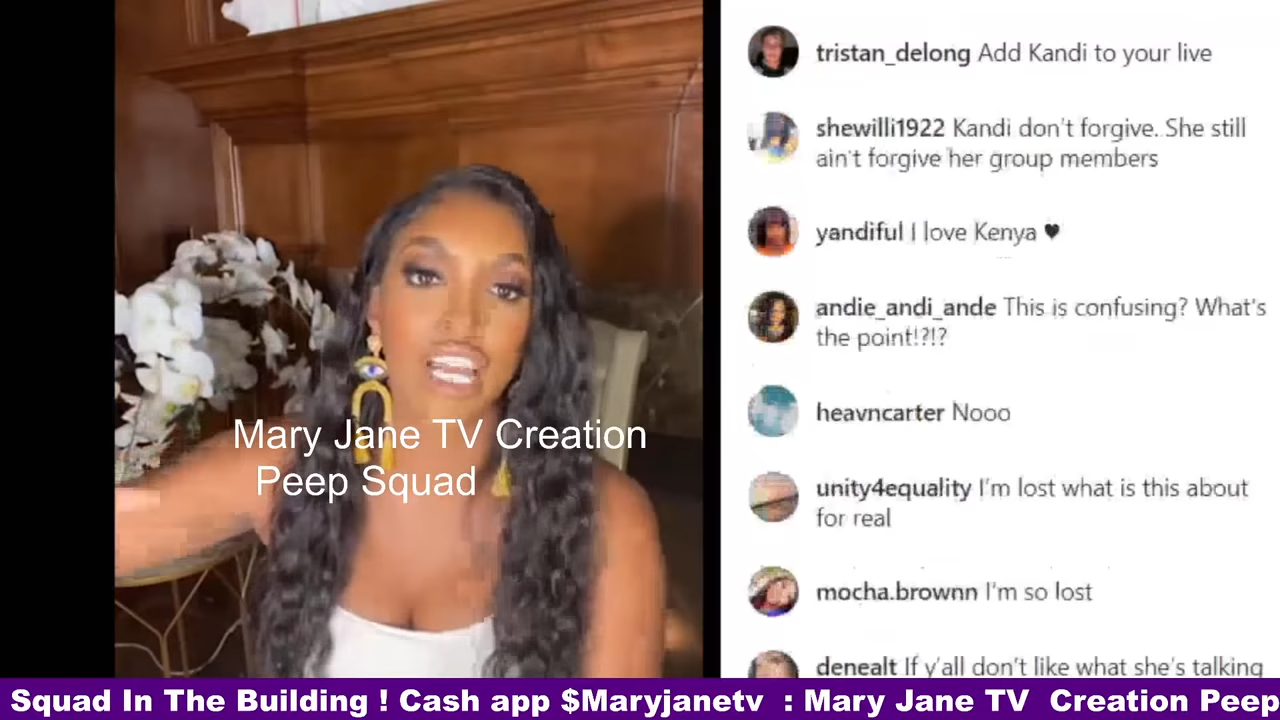 Mary Jane TV Creation
Peep Squad
tristan_delong Add Kandi to your live
shewilli1922 Kandi don't forgive. She still
ain't forgive her group members
yandiful I love Kenya ♥
andie_andi_ande This is confusing? What's
the point!?!?
heavncarter Nooo
unity4equality I'm lost what is this about
for real
mocha.brownn I'm so lost
denealt If y'all don't like what she's talking
Squad In The Building ! Cash app $Maryjanetv : Mary Jane TV Creation Peep